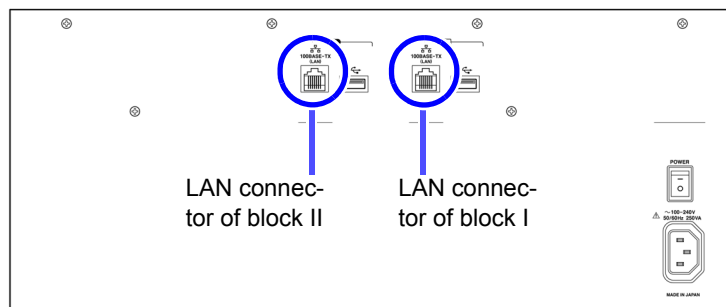 100BASE-TX
(LAN)
100BASE-TX
(LAN)
LAN connec-
tor of block II
LAN connec-
tor of block I
POWER
~100-240V
50/60Hz 250VA
MADE IN JAPAN